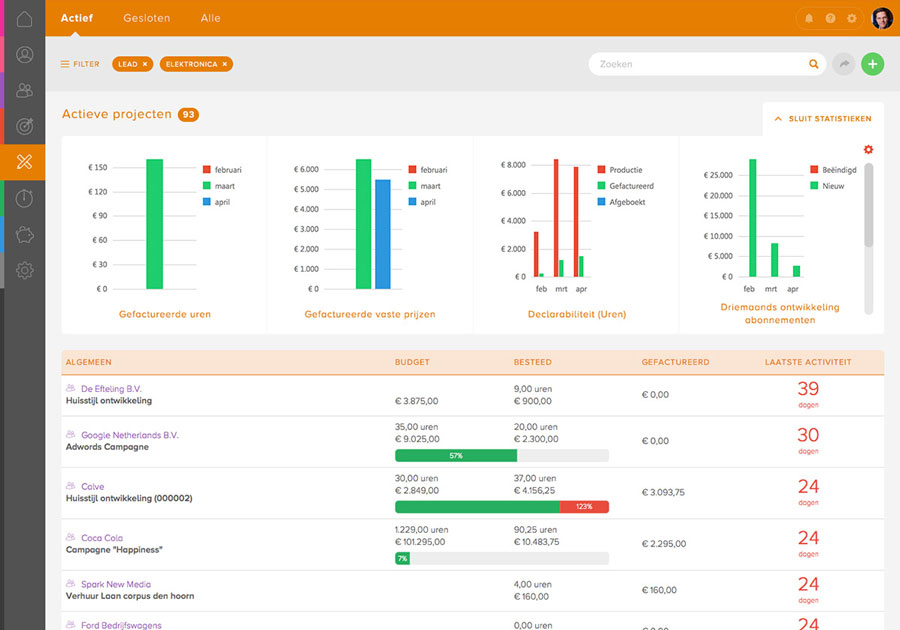 Actief Gesloten Alle
FILTER LEAD × ELEKTRONICA × Zoeken
Actieve projecten 93
SLUIT STATISTIEKEN
€ 150
€ 120
€ 90
€ 60
€ 30
€ 0
februari
maart
april
Gefactureerde uren
€ 6.000
€ 5.000
€ 4.000
€ 3.000
€ 2.000
€ 1.000
€ 0
februari
maart
april
Gefactureerde vaste prijzen
€ 8.000
€ 6.000
€ 4.000
€ 2.000
€ 0
feb mrt apr
Productie
Gefactureerd
Afgeboekt
Declarabiliteit (Uren)
€ 25.000
€ 20.000
€ 15.000
€ 10.000
€ 5.000
€ 0
feb mrt apr
Beëindigd
Nieuw
Driemaands ontwikkeling
abonnementen
ALGEMEEN BUDGET BESTEED GEFACTUREERD LAATSTE ACTIVITEIT
De Efteling B.V.
Huisstijl ontwikkeling
€ 3.875,00
9,00 uren
€ 900,00
€ 0,00
39
dagen
Google Netherlands B.V.
Adwords Campagne
35,00 uren
€ 9.025,00
20,00 uren
€ 2.300,00
57%
€ 0,00
30
dagen
Calve
Huisstijl ontwikkeling (000002)
30,00 uren
€ 2.849,00
37,00 uren
€ 4.156,25
123%
€ 3.093,75
24
dagen
Coca Cola
Campagne "Happiness"
1.229,00 uren
€ 101.295,00
90,25 uren
€ 10.483,75
7%
€ 2.295,00
24
dagen
Spark New Media
Verhuur Laan corpus den hoorn
4,00 uren
€ 160,00
€ 160,00
24
dagen
Ford Bedrijfswagens
0,00 uren
€ 0,00
24